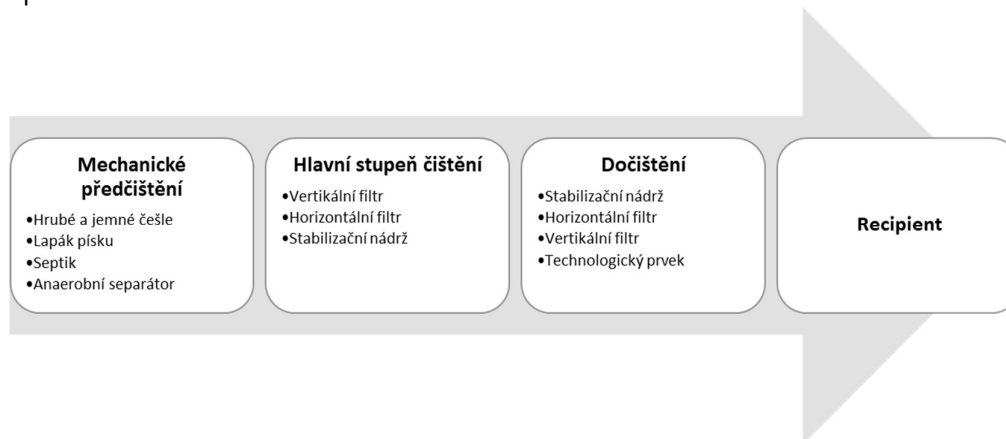 Mechanické
předčištění
•Hrubé a jemné česle
•Lapák písku
•Septik
•Anaerobní separátor
Hlavní stupeň čištění
•Vertikální filtr
•Horizontální filtr
•Stabilizační nádrž
Dočištění
•Stabilizační nádrž
•Horizontální filtr
•Vertikální filtr
•Technologický prvek
Recipient